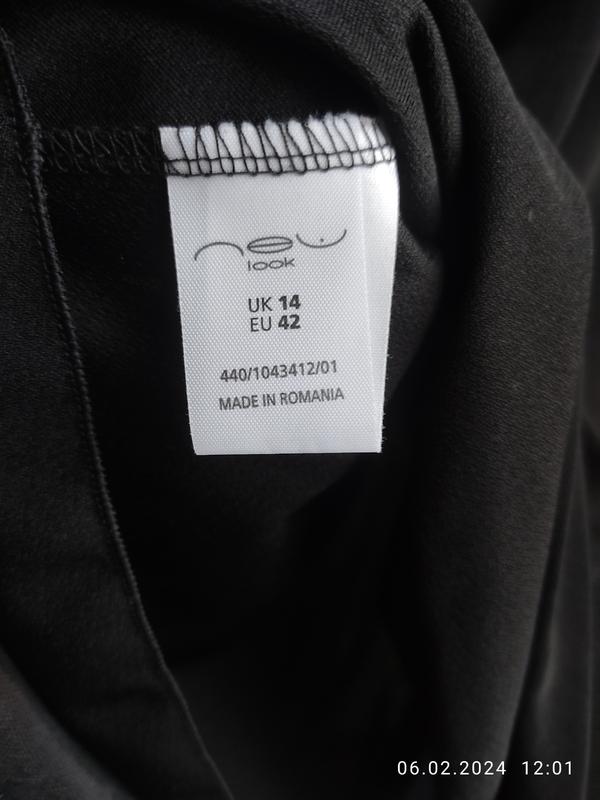 new
look
UK 14
EU 42
440/1043412/01
MADE IN ROMANIA
06.02.2024 12:01